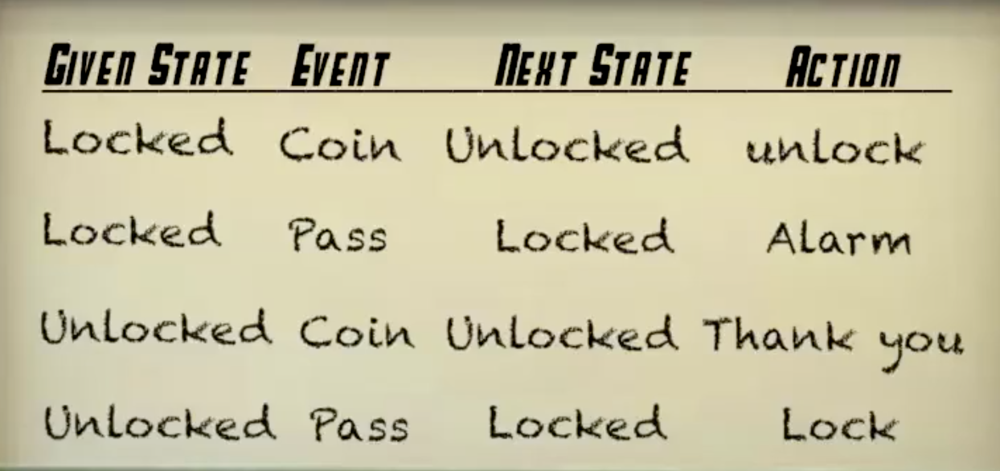 Given State Event Next State Action
Locked Coin Unlocked unlock
Locked Pass Locked Alarm
Unlocked Coin Unlocked Thank you
Unlocked Pass Locked Lock